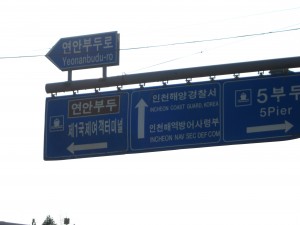 연안부두로
Yeonanbudu-ro
연안부두
제1국제여객터미널
인천해양경찰서
INCHEON COAST GUARD, KOREA
인천해역방어사령부
INCHEON NAV SEC DEF COM
5부두
5Pier